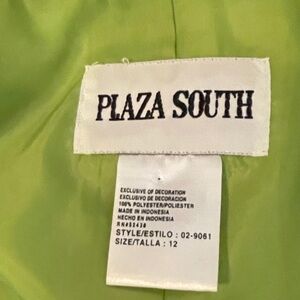 PLAZA SOUTH
EXCLUSIVE OF DECORATION
EXCLUSIVO DE DECORACION
100% POLYESTER/POLIESTER
MADE IN INDONESIA
HECHO EN INDONESIA
STYLE/ESTILO : 02-9061
SIZE/TALLA : 12